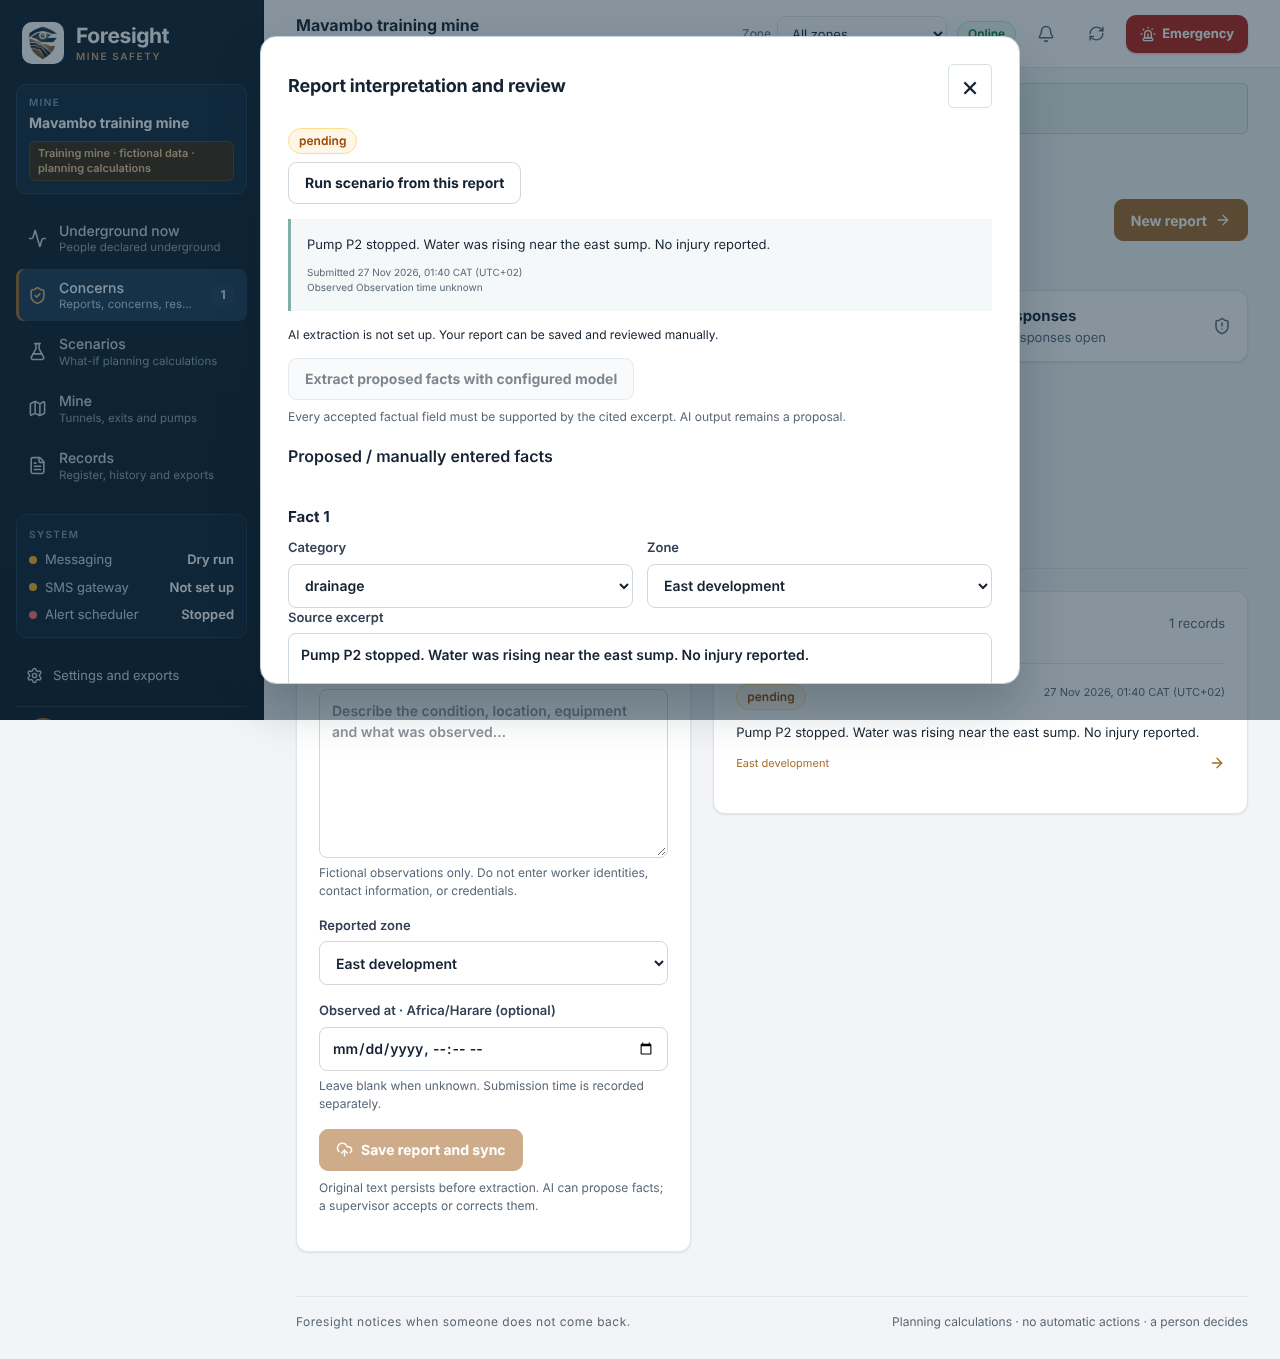 Foresight
MINE SAFETY
MINE
Mavambo training mine
Training mine · fictional data ·
planning calculations
Underground now
People declared underground
Concerns
Reports, concerns, res...
1
Scenarios
What-if planning calculations
Mine
Tunnels, exits and pumps
Records
Register, history and exports
SYSTEM
Messaging Dry run
SMS gateway Not set up
Alert scheduler Stopped
Settings and exports
Mavambo training mine
Zone All zones
Online
Emergency
New report
sponses
sponses open
1 records
Report interpretation and review
pending
Run scenario from this report
Pump P2 stopped. Water was rising near the east sump. No injury reported.
Submitted 27 Nov 2026, 01:40 CAT (UTC+02)
Observed Observation time unknown
AI extraction is not set up. Your report can be saved and reviewed manually.
Extract proposed facts with configured model
Every accepted factual field must be supported by the cited excerpt. AI output remains a proposal.
Proposed / manually entered facts
Fact 1
Category Zone
drainage East development
Source excerpt
Pump P2 stopped. Water was rising near the east sump. No injury reported.
Describe the condition, location, equipment
and what was observed...
Fictional observations only. Do not enter worker identities,
contact information, or credentials.
Reported zone
East development
Observed at · Africa/Harare (optional)
mm/dd/yyyy, --:-- --
Leave blank when unknown. Submission time is recorded
separately.
Save report and sync
Original text persists before extraction. AI can propose facts;
a supervisor accepts or corrects them.
pending 27 Nov 2026, 01:40 CAT (UTC+02)
Pump P2 stopped. Water was rising near the east sump. No injury reported.
East development
Foresight notices when someone does not come back.
Planning calculations · no automatic actions · a person decides